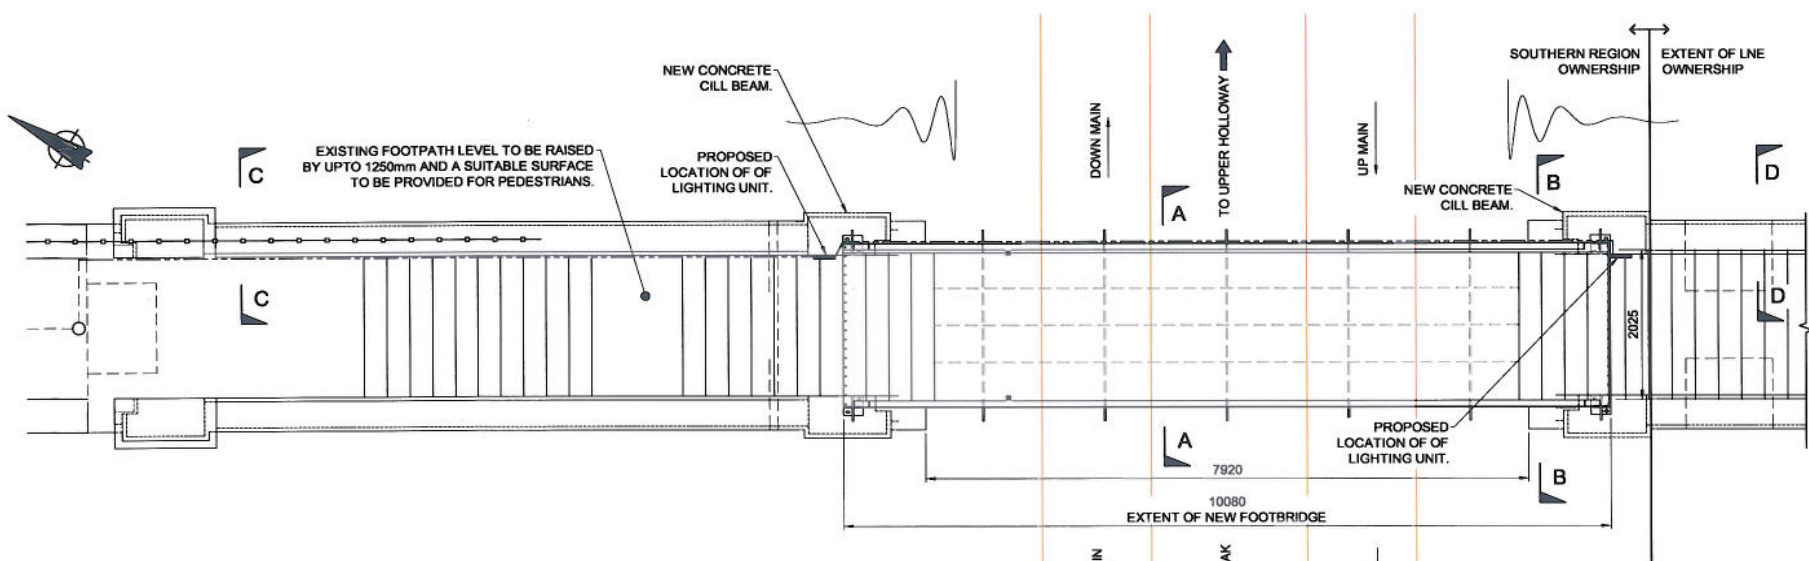 SOUTHERN REGION
OWNERSHIP
EXTENT OF LNE
OWNERSHIP
NEW CONCRETE
CILL BEAM.
DOWN MAIN
TO UPPER HOLLOWAY
UP MAIN
EXISTING FOOTPATH LEVEL TO BE RAISED
BY UPTO 1250mm AND A SUITABLE SURFACE
TO BE PROVIDED FOR PEDESTRIANS.
PROPOSED
LOCATION OF OF
LIGHTING UNIT.
C
A
B
D
NEW CONCRETE
CILL BEAM.
C
D
2025
PROPOSED
LOCATION OF OF
LIGHTING UNIT.
A
B
7920
10080
EXTENT OF NEW FOOTBRIDGE
IN
AK